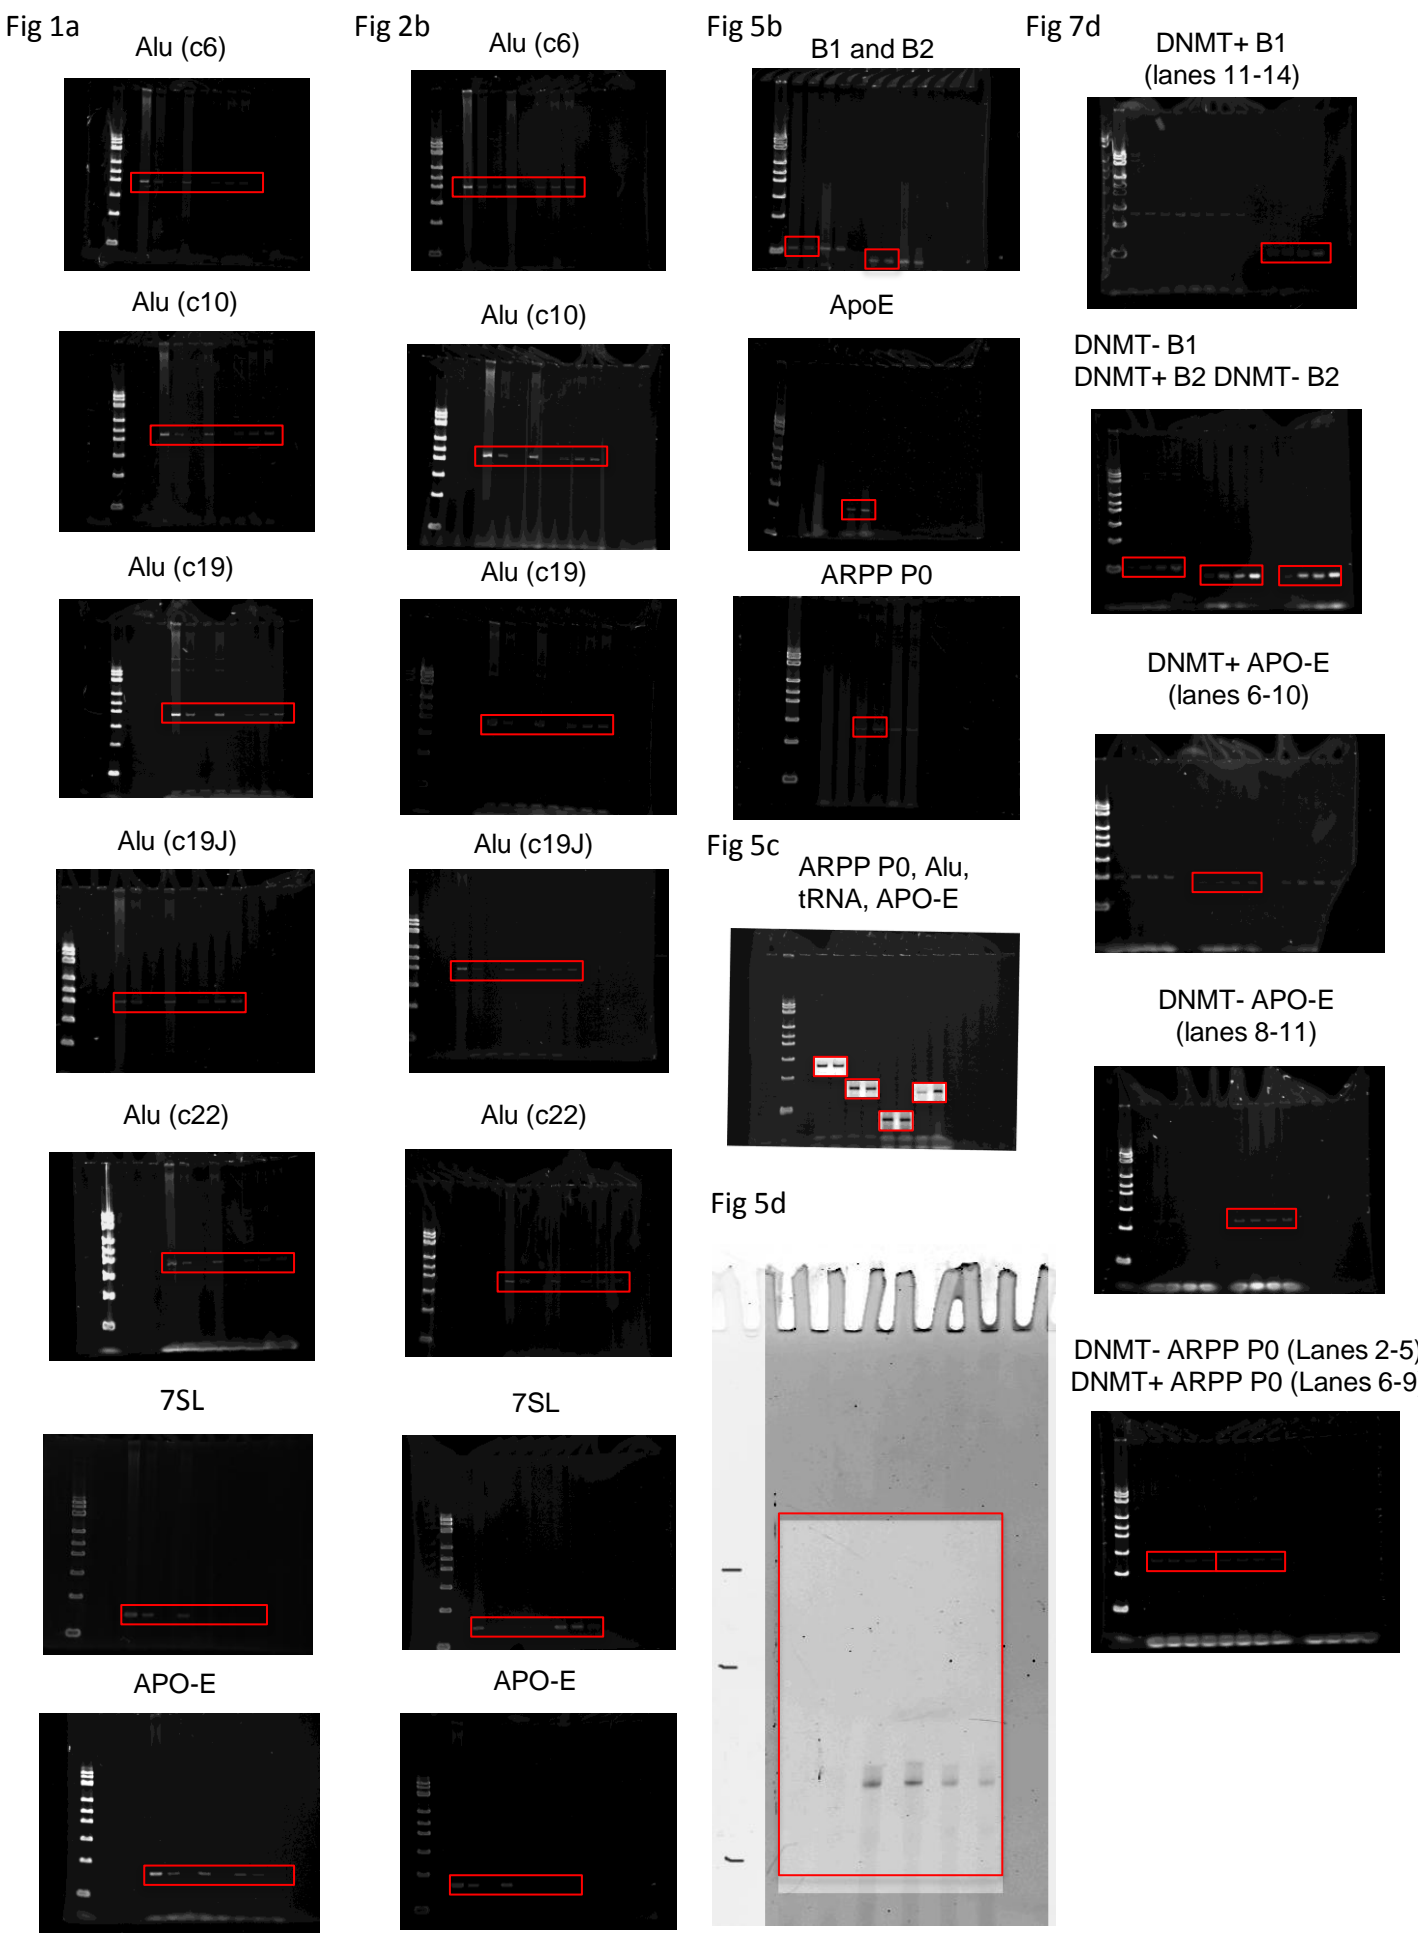 Fig 1a
Alu (c6)
Alu (c10)
Alu (c19)
Alu (c19J)
Alu (c22)
7SL
APO-E
Fig 2b
Alu (c6)
Alu (c10)
Alu (c19)
Alu (c19J)
Alu (c22)
7SL
APO-E
Fig 5b
B1 and B2
ApoE
ARPP P0
Fig 5c
ARPP P0, Alu,
tRNA, APO-E
Fig 5d
Fig 7d
DNMT+ B1
(lanes 11-14)
DNMT- B1
DNMT+ B2 DNMT- B2
DNMT+ APO-E
(lanes 6-10)
DNMT- APO-E
(lanes 8-11)
DNMT- ARPP P0 (Lanes 2-5)
DNMT+ ARPP P0 (Lanes 6-9